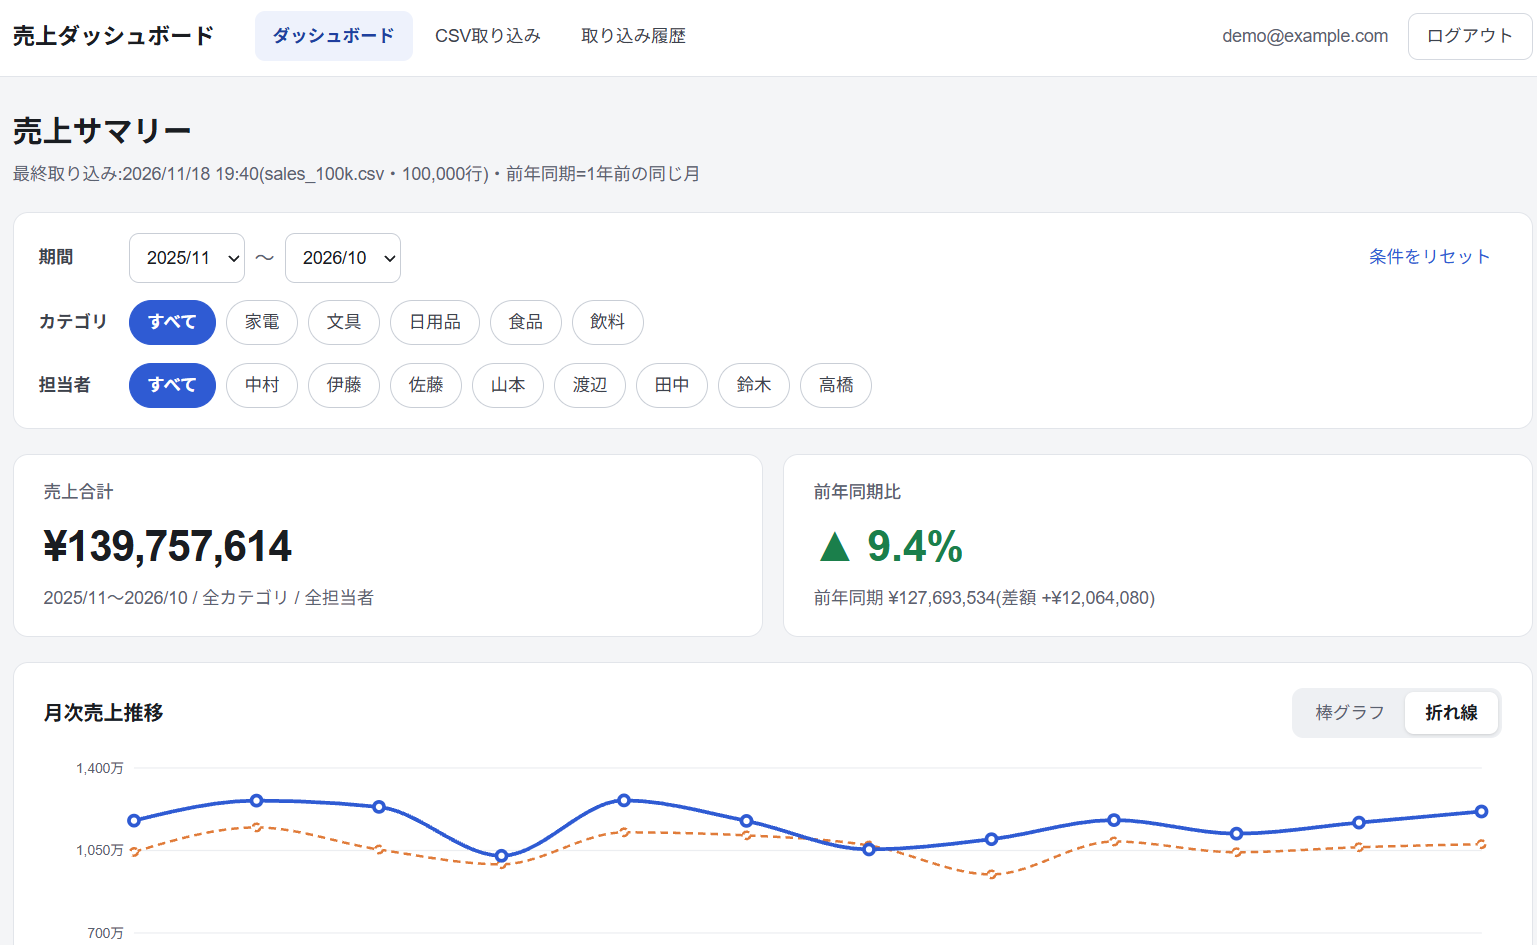 売上ダッシュボード ダッシュボード CSV取り込み 取り込み履歴 demo@example.com ログアウト
売上サマリー
最終取り込み:2026/11/18 19:40(sales_100k.csv・100,000行)・前年同期=1年前の同じ月
期間 2025/11 〜 2026/10 条件をリセット
カテゴリ すべて 家電 文具 日用品 食品 飲料
担当者 すべて 中村 伊藤 佐藤 山本 渡辺 田中 鈴木 高橋
売上合計
¥139,757,614
2025/11〜2026/10 / 全カテゴリ / 全担当者
前年同期比
▲ 9.4%
前年同期 ¥127,693,534(差額 +¥12,064,080)
月次売上推移 棒グラフ 折れ線
1,400万
1,050万
700万